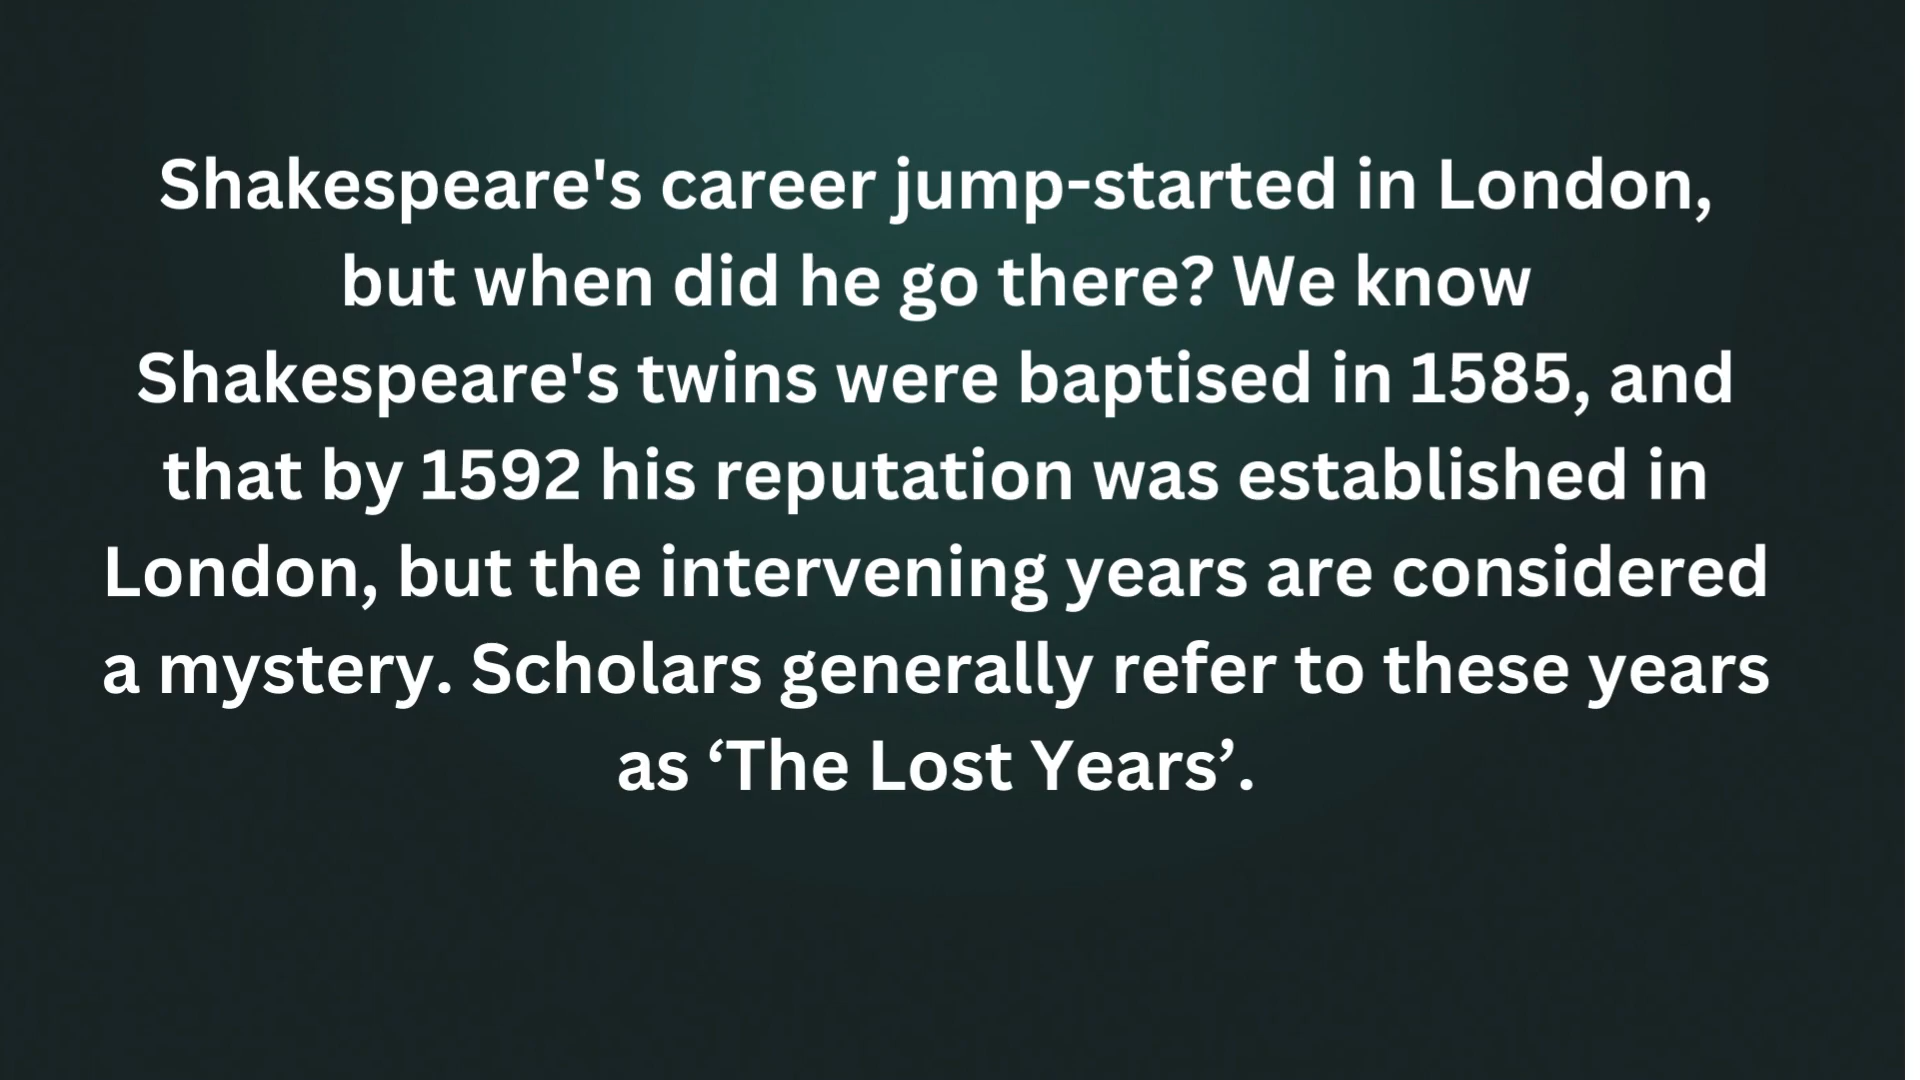 Shakespeare's career jump-started in London,
but when did he go there? We know
Shakespeare's twins were baptised in 1585, and
that by 1592 his reputation was established in
London, but the intervening years are considered
a mystery. Scholars generally refer to these years
as ‘The Lost Years’.